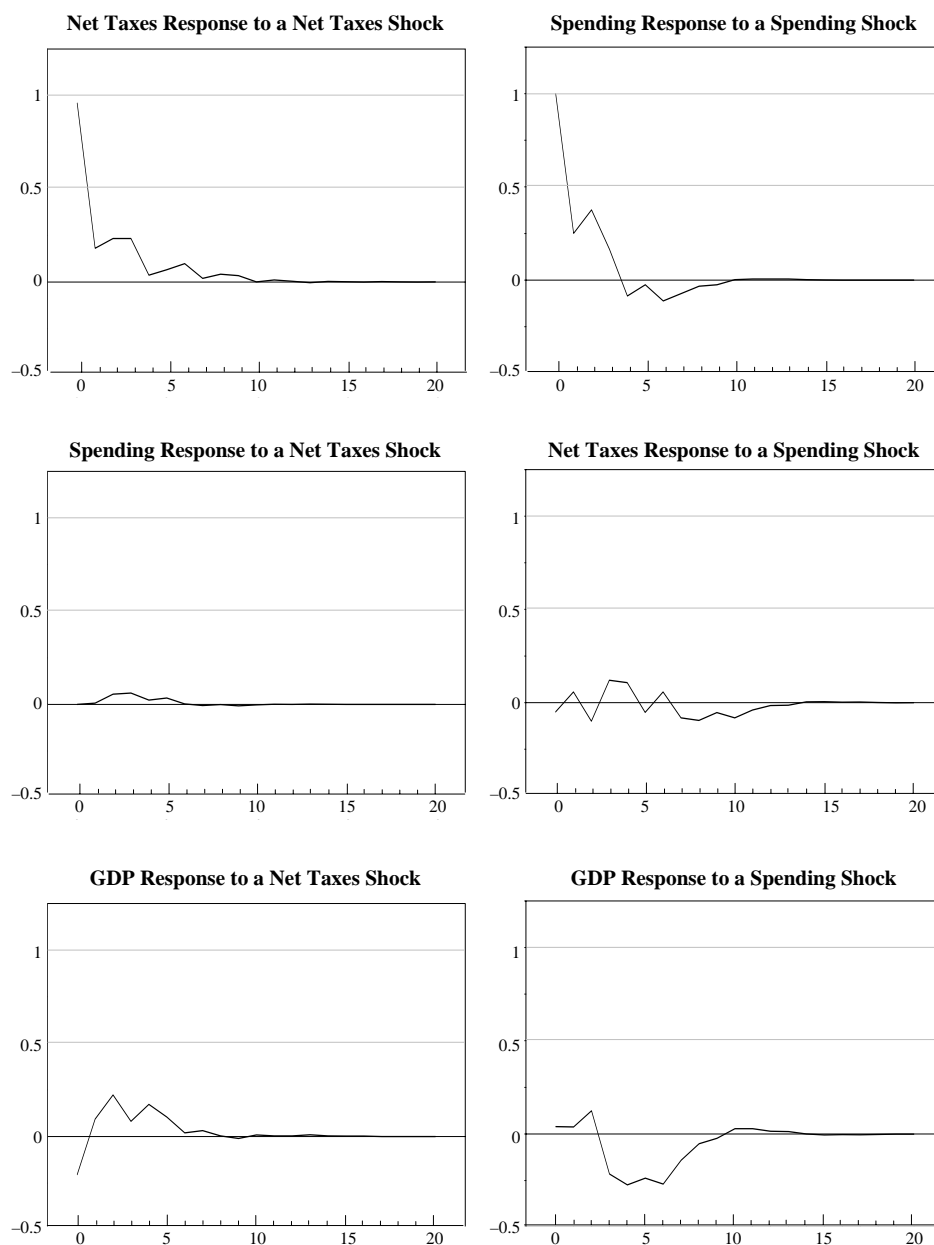 Net Taxes Response to a Net Taxes Shock
1
0.5
0
–0.5
0 5 10 15 20
Spending Response to a Spending Shock
1
0.5
0
–0.5
0 5 10 15 20
Spending Response to a Net Taxes Shock
1
0.5
0
–0.5
0 5 10 15 20
Net Taxes Response to a Spending Shock
1
0.5
0
–0.5
0 5 10 15 20
GDP Response to a Net Taxes Shock
1
0.5
0
–0.5
0 5 10 15 20
GDP Response to a Spending Shock
1
0.5
0
–0.5
0 5 10 15 20